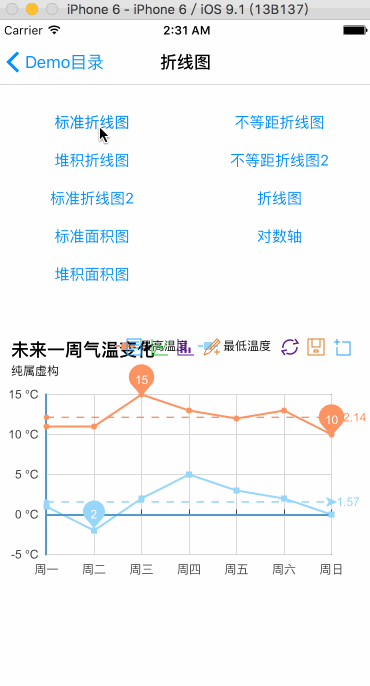 iPhone 6 - iPhone 6 / iOS 9.1 (13B137)
Carrier 2:31 AM
Demo目录 折线图
标准折线图 不等距折线图
堆积折线图 不等距折线图2
标准折线图2 折线图
标准面积图 对数轴
堆积面积图
未来一周气温变化 最高温度 最低温度
纯属虚构
15 °C
10 °C
5 °C
0 °C
-5 °C
15
10
2.14
2
1.57
周一 周二 周三 周四 周五 周六 周日